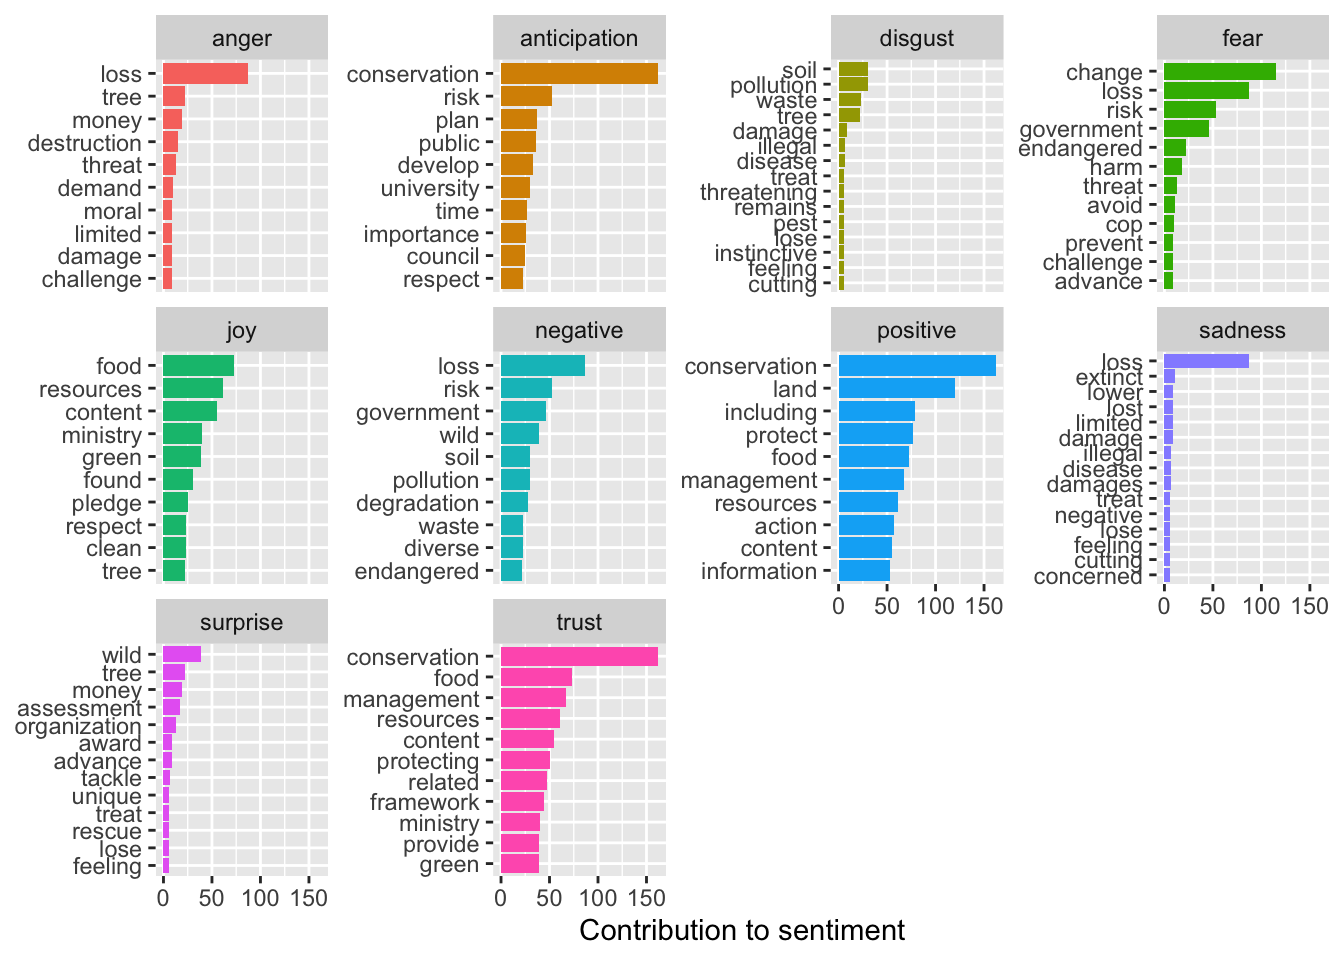 anger
loss
tree
money
destruction
threat
demand
moral
limited
damage
challenge
anticipation
conservation
risk
plan
public
develop
university
time
importance
council
respect
disgust
soil
pollution
waste
tree
damage
illegal
disease
treat
threatening
remains
pest
lose
instinctive
feeling
cutting
fear
change
loss
risk
government
endangered
harm
threat
avoid
cop
prevent
challenge
advance
joy
food
resources
content
ministry
green
found
pledge
respect
clean
tree
negative
loss
risk
government
wild
soil
pollution
degradation
waste
diverse
endangered
positive
conservation
land
including
protect
food
management
resources
action
content
information
0 50 100 150
sadness
loss
extinct
lower
lost
limited
damage
illegal
disease
damages
treat
negative
lose
feeling
cutting
concerned
0 50 100 150
surprise
wild
tree
money
assessment
organization
award
advance
tackle
unique
treat
rescue
lose
feeling
0 50 100 150
trust
conservation
food
management
resources
content
protecting
related
framework
ministry
provide
green
0 50 100 150
Contribution to sentiment